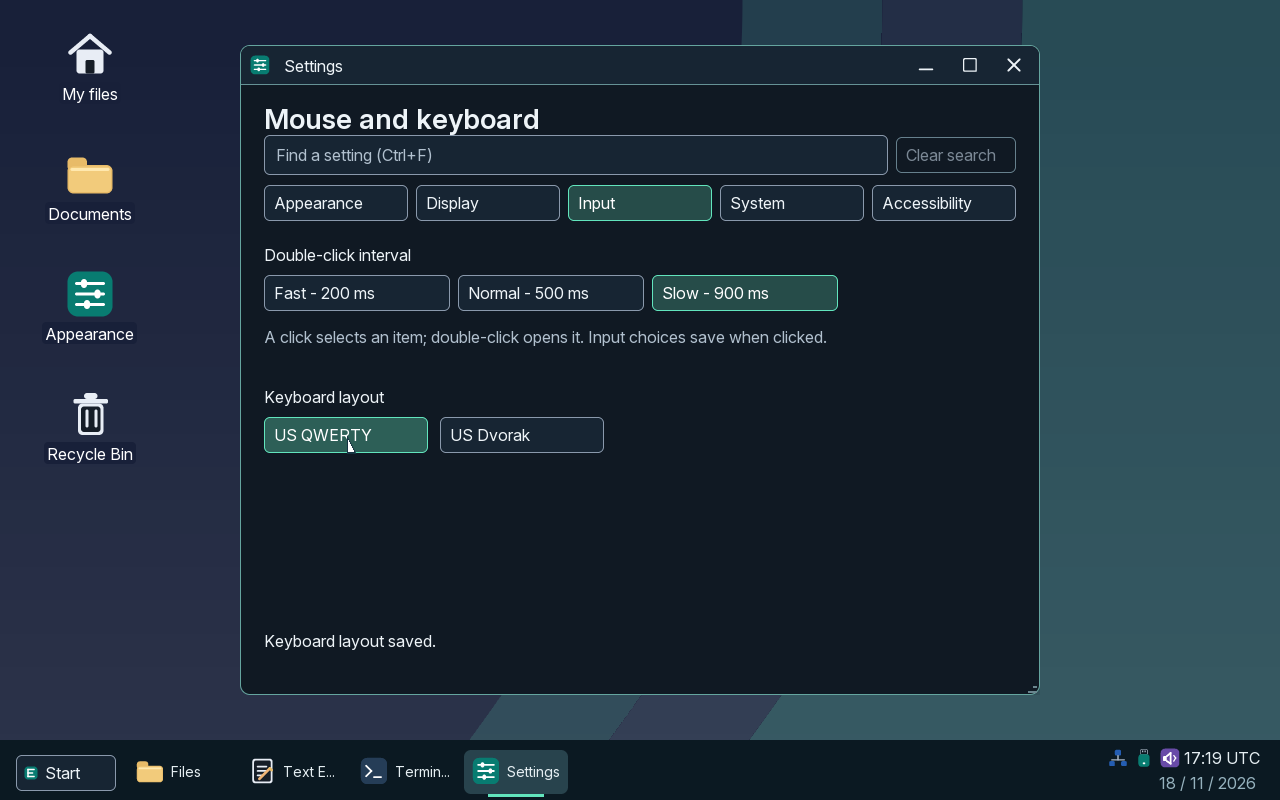 My files
Documents
Appearance
Recycle Bin
Settings
Mouse and keyboard
Find a setting (Ctrl+F)
Clear search
Appearance
Display
Input
System
Accessibility
Double-click interval
Fast - 200 ms
Normal - 500 ms
Slow - 900 ms
A click selects an item; double-click opens it. Input choices save when clicked.
Keyboard layout
US QWERTY
US Dvorak
Keyboard layout saved.
Start
Files
Text E...
Termin...
Settings
17:19 UTC
18 / 11 / 2026